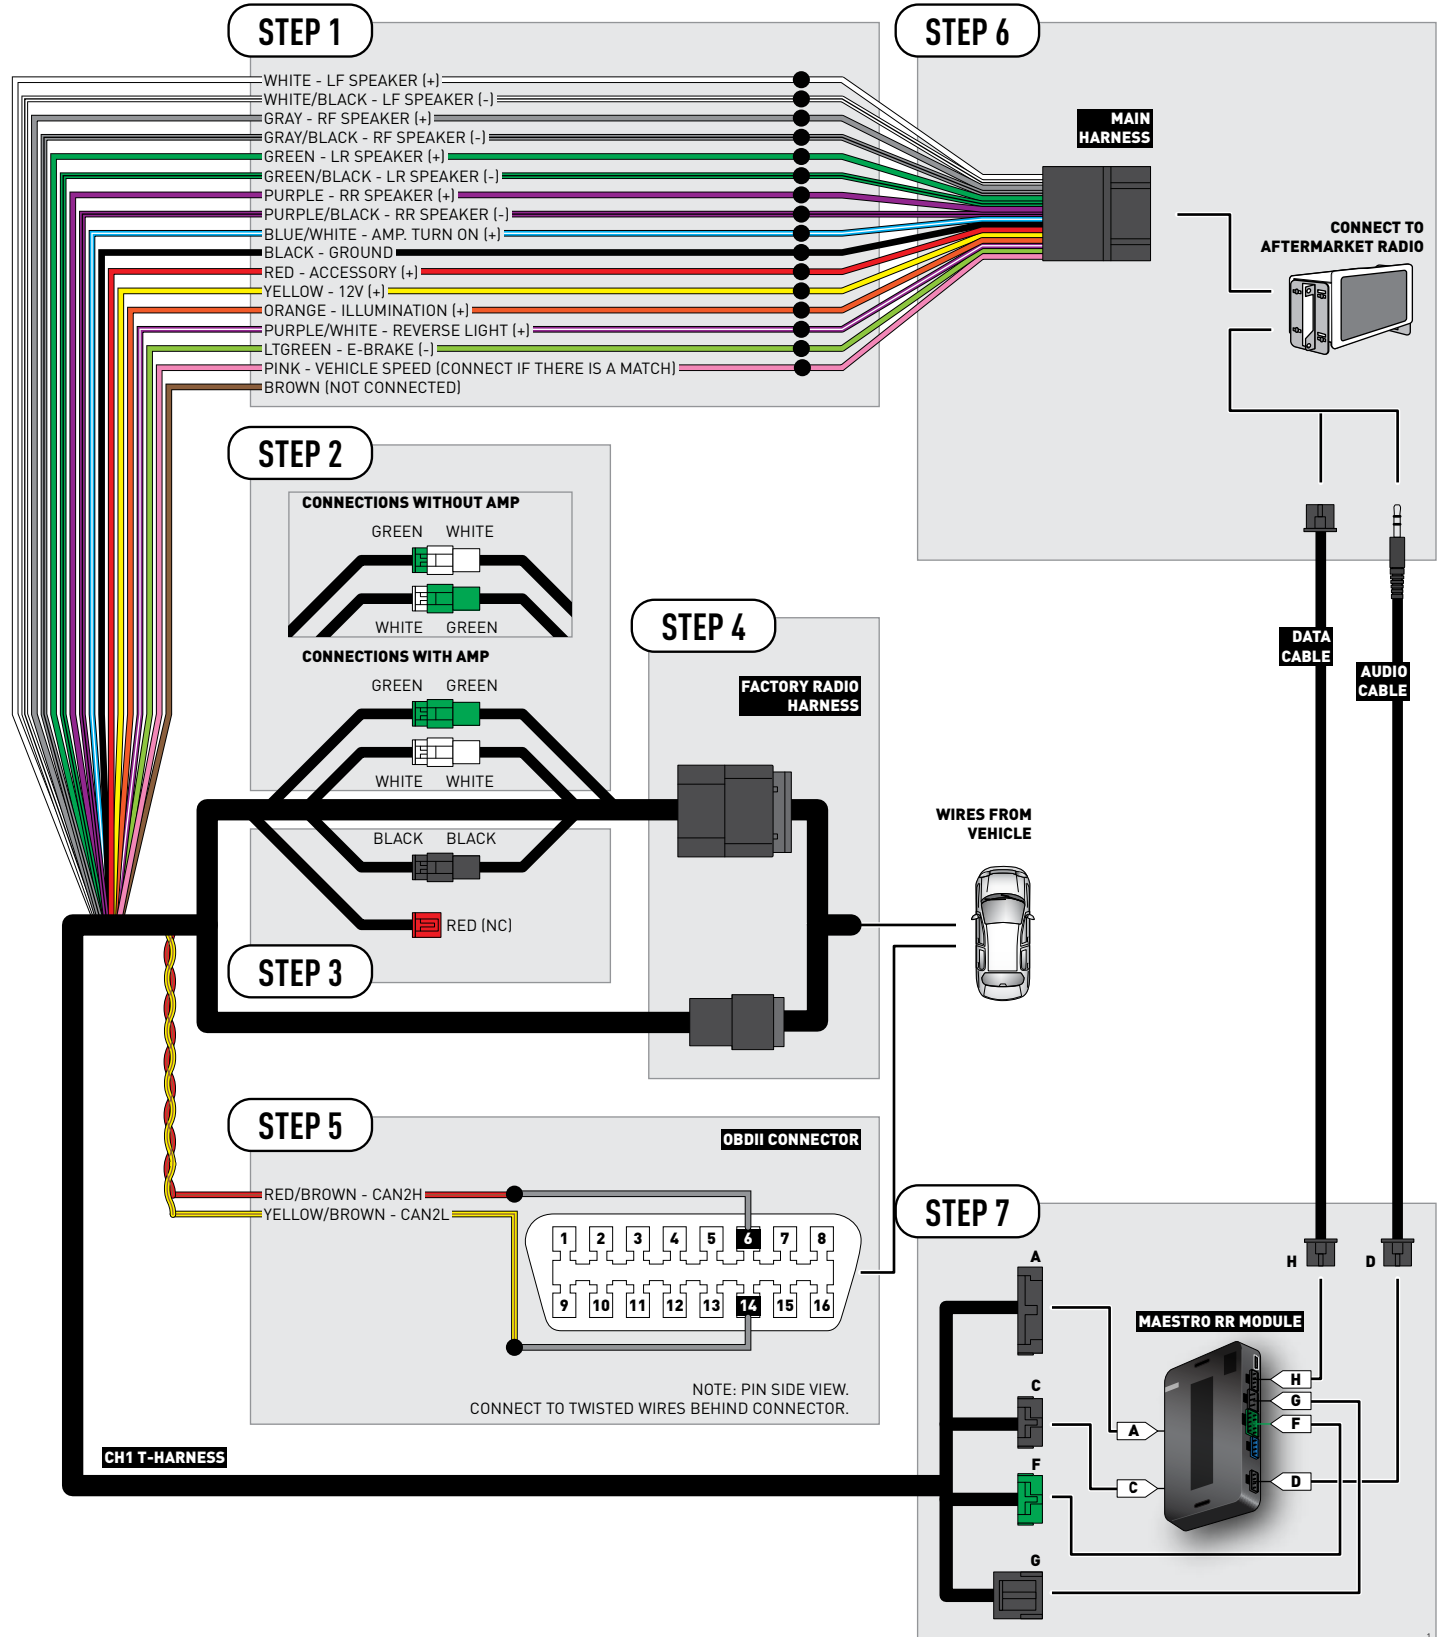 STEP 1
WHITE - LF SPEAKER (+)
WHITE/BLACK - LF SPEAKER (-)
GRAY - RF SPEAKER (+)
GRAY/BLACK - RF SPEAKER (-)
GREEN - LR SPEAKER (+)
GREEN/BLACK - LR SPEAKER (-)
PURPLE - RR SPEAKER (+)
PURPLE/BLACK - RR SPEAKER (-)
BLUE/WHITE - AMP. TURN ON (+)
BLACK - GROUND
RED - ACCESSORY (+)
YELLOW - 12V (+)
ORANGE - ILLUMINATION (+)
PURPLE/WHITE - REVERSE LIGHT (+)
LTGREEN - E-BRAKE (-)
PINK - VEHICLE SPEED (CONNECT IF THERE IS A MATCH)
BROWN (NOT CONNECTED)
STEP 6
MAIN
HARNESS
CONNECT TO
AFTERMARKET RADIO
DATA
CABLE
AUDIO
CABLE
STEP 2
CONNECTIONS WITHOUT AMP
GREEN WHITE
WHITE GREEN
CONNECTIONS WITH AMP
GREEN GREEN
WHITE WHITE
BLACK BLACK
RED (NC)
STEP 3
STEP 4
FACTORY RADIO
HARNESS
WIRES FROM
VEHICLE
STEP 5
OBDII CONNECTOR
RED/BROWN - CAN2H
YELLOW/BROWN - CAN2L
1 2 3 4 5 6 7 8
9 10 11 12 13 14 15 16
NOTE: PIN SIDE VIEW.
CONNECT TO TWISTED WIRES BEHIND CONNECTOR.
CH1 T-HARNESS
STEP 7
H D
A
C
F
G
MAESTRO RR MODULE
H
G
F
D
A
C
1